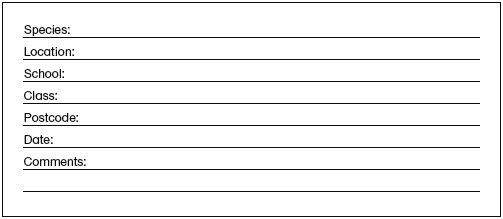 Species:
Location:
School:
Class:
Postcode:
Date:
Comments: